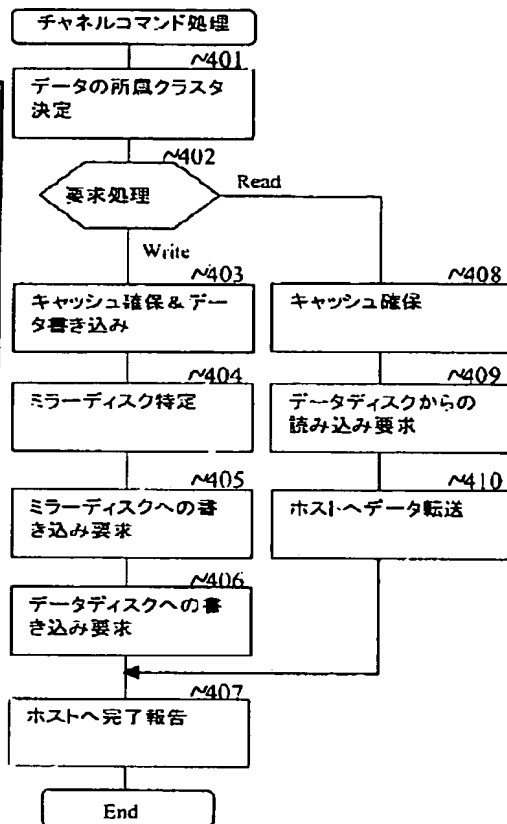 チャネルコマンド処理
~401
データの所属クラスタ
決定
~402
要求処理
Read
Write
~403
キャッシュ確保＆デー
タ書き込み
~404
ミラーディスク特定
~405
ミラーディスクへの書
き込み要求
~406
データディスクへの書
き込み要求
~408
キャッシュ確保
~409
データディスクからの
読み込み要求
~410
ホストへデータ転送
~407
ホストへ完了報告
End